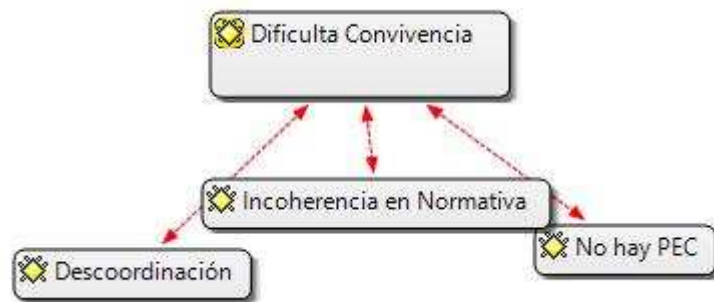 Dificulta Convivencia
Incoherencia en Normativa
No hay PEC
Descoordinación